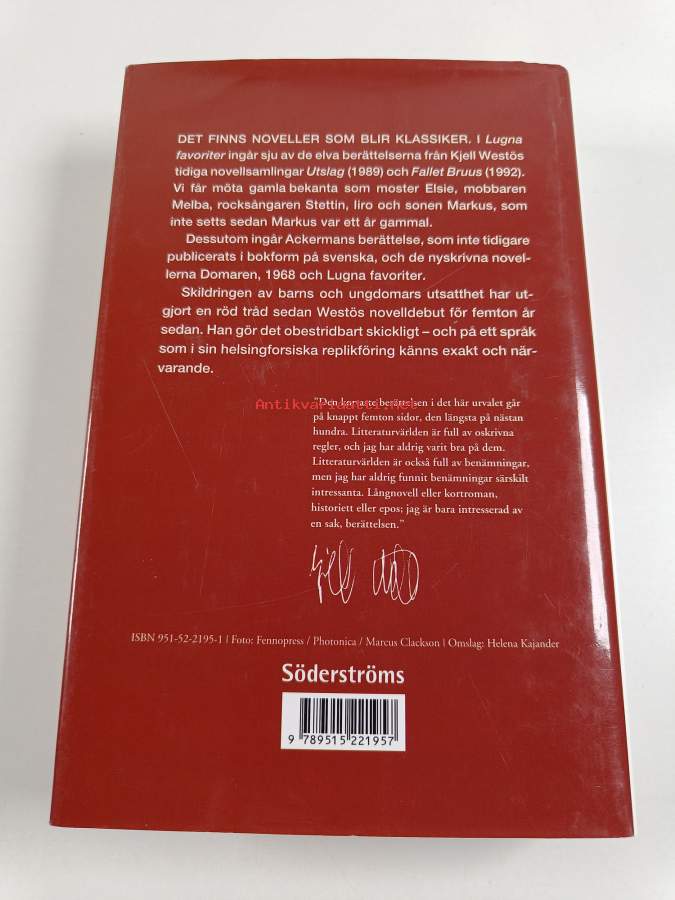 DET FINNS NOVELLER SOM BLIR KLASSIKER. I Lugna
favoriter ingår sju av de elva berättelserna från Kjell Westös
tidiga novellsamlingar Utslag (1989) och Fallet Bruus (1992).
Vi får möta gamla bekanta som moster Elsie, mobbaren
Melba, rocksångaren Stettin, Iiro och sonen Markus, som
inte setts sedan Markus var ett år gammal.
Dessutom ingår Ackermans berättelse, som inte tidigare
publicerats i bokform på svenska, och de nyskrivna novel-
lerna Domaren, 1968 och Lugna favoriter.
Skildringen av barns och ungdomars utsatthet har ut-
gjort en röd tråd sedan Westös novelldebut för femton år
sedan. Han gör det obestridbart skickligt – och på ett språk
som i sin helsingforsiska replikföring känns exakt och när-
varande.
Antikvariaatti.net
"Den kortaste berättelsen i det här urvalet går
på knappt femton sidor, den längsta på nästan
hundra. Litteraturvärlden är full av oskrivna
regler, och jag har aldrig varit bra på dem.
Litteraturvärlden är också full av benämningar,
men jag har aldrig funnit benämningar särskilt
intressanta. Långnovell eller kortroman,
historiett eller epos; jag är bara intresserad av
en sak, berättelsen."
ISBN 951-52-2195-1 | Foto: Fennopress / Photonica / Marcus Clackson | Omslag: Helena Kajander
Söderströms
9 789515 221957